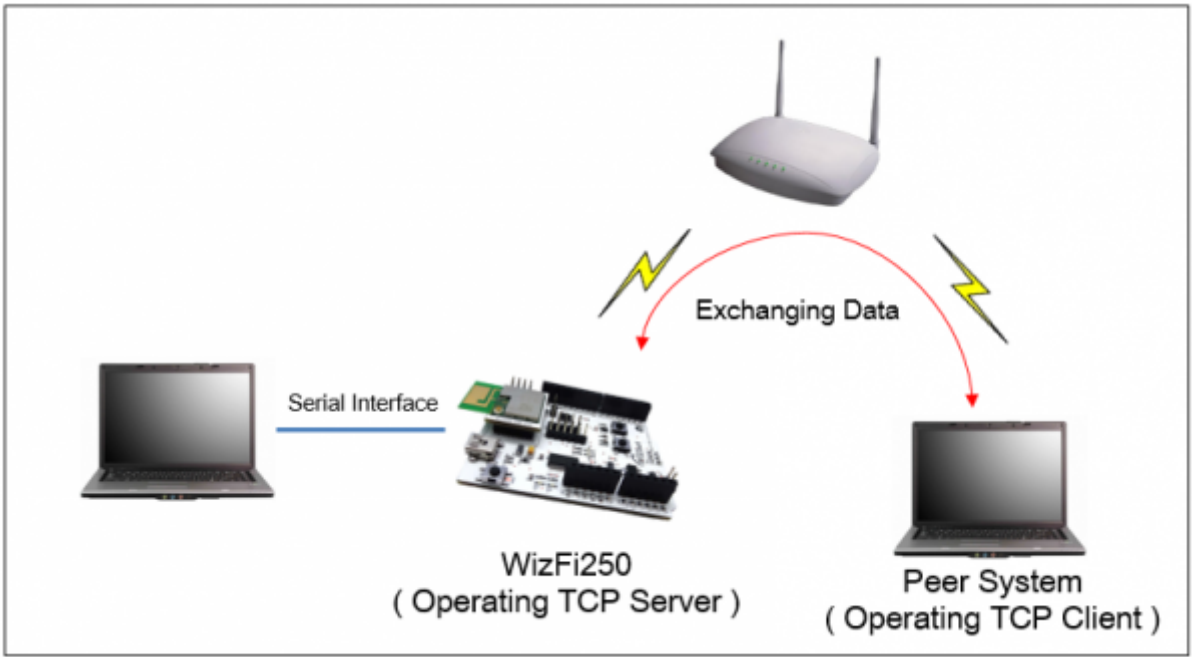 Exchanging Data
Serial Interface
WizFi250
( Operating TCP Server )
Peer System
( Operating TCP Client )